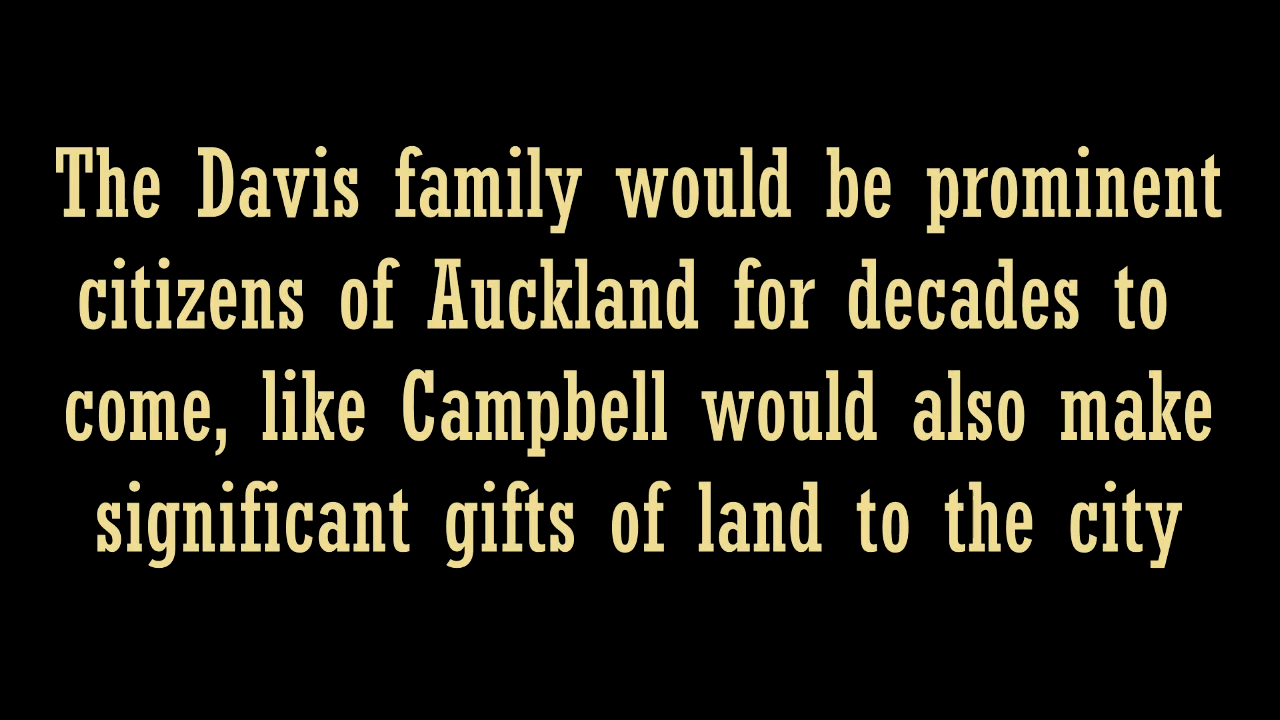 The Davis family would be prominent
citizens of Auckland for decades to
come, like Campbell would also make
significant gifts of land to the city